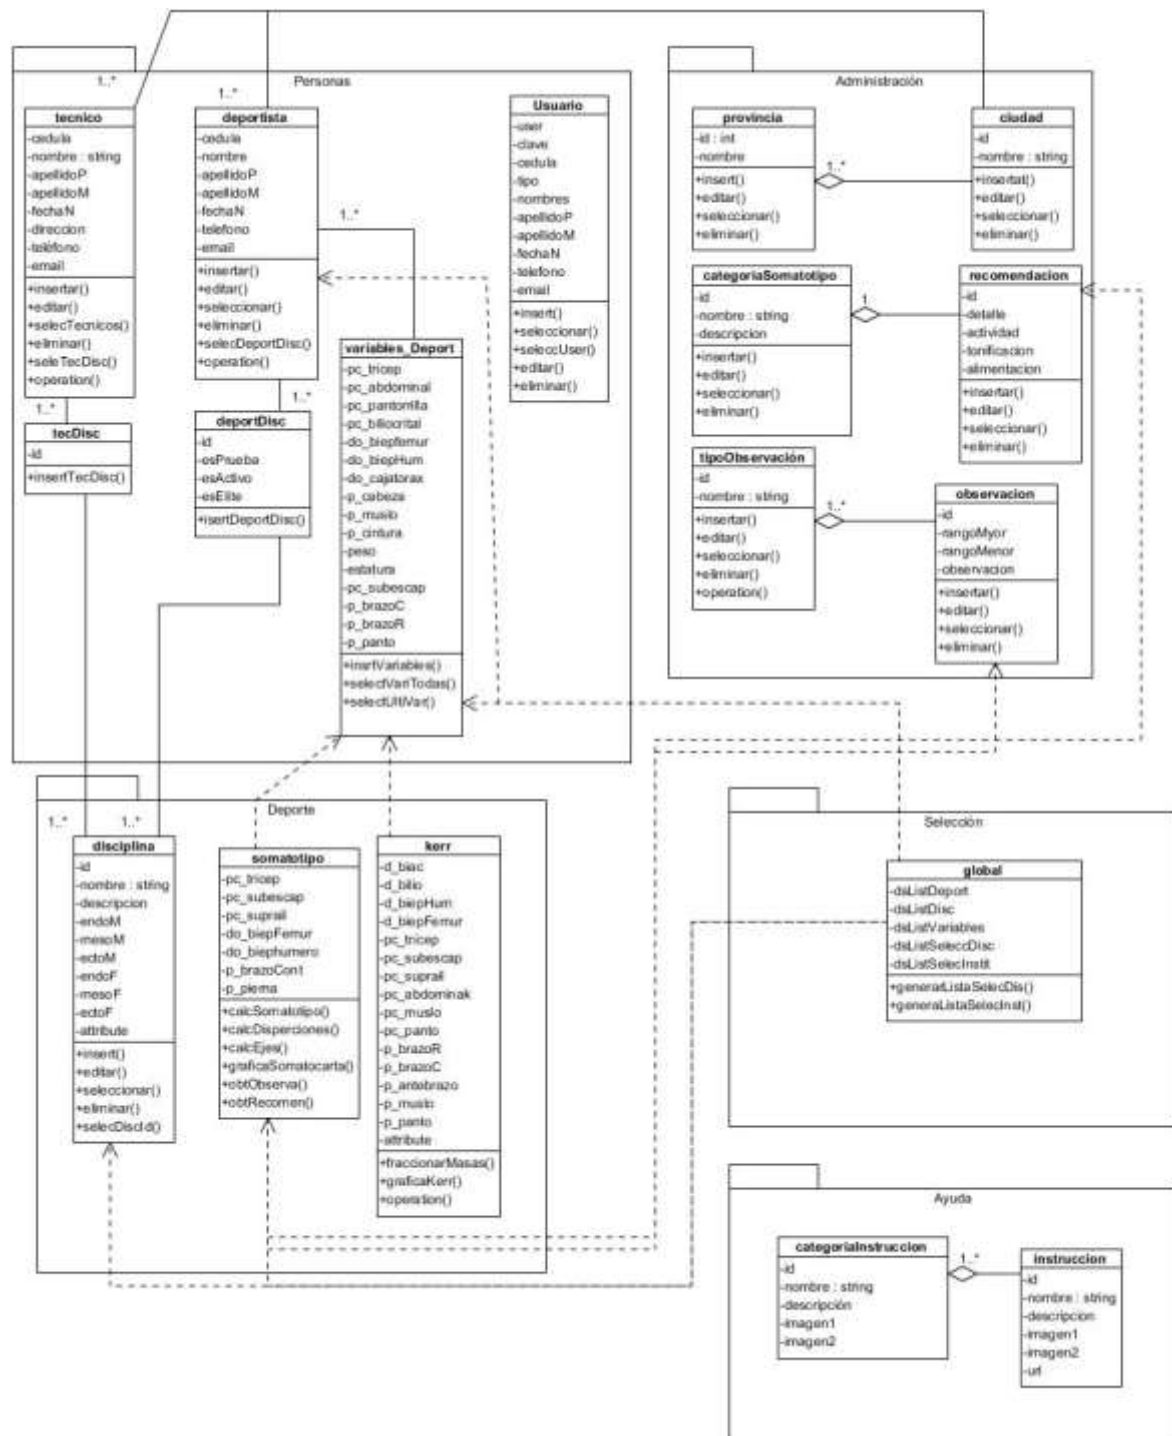 Personas
1..*
1..*
tecnico
-cedula
-nombre : string
-apellidoP
-apellidoM
-fechaN
-direccion
-teléfono
-email
+insertar()
+editar()
+selecTecnicos()
+eliminar()
+seleTecDisc()
+operation()
1..*
tecDisc
-id
+insertTecDisc()
deportista
-cedula
-nombre
-apellidoP
-apellidoM
-fechaN
-telefono
-email
+insertar()
+editar()
+seleccionar()
+eliminar()
+selecDeportDisc()
+operation()
1..*
1..*
deportDisc
-id
-esPrueba
-esActivo
-esElite
+isertDeportDisc()
variables_Deport
-pc_tricep
-pc_abdominal
-pc_pantorrilla
-pc_biliocrital
-do_biepfemur
-do_biepHum
-do_cajatorax
-p_cabeza
-p_muslo
-p_cintura
-peso
-estatura
-pc_subescap
-p_brazoC
-p_brazoR
-p_panto
+insrtVariables()
+selectVariTodas()
+selectUltiVar()
Usuario
-user
-clave
-cedula
-tipo
-nombres
-apellidoP
-apellidoM
-fechaN
-telefono
-email
+insert()
+seleccionar()
+seleccUser()
+editar()
+eliminar()
Administración
provincia
-id : int
-nombre
+insert()
+editar()
+seleccionar()
+eliminar()
1..*
ciudad
-id
-nombre : string
+insertat()
+editar()
+seleccionar()
+eliminar()
categoriaSomatotipo
-id
-nombre : string
-descripcion
+insertar()
+editar()
+seleccionar()
+eliminar()
1
recomendacion
-id
-detalle
-actividad
-tonificacion
-alimentacion
+insertar()
+editar()
+seleccionar()
+eliminar()
tipoObservación
-id
-nombre : string
+insertar()
+editar()
+seleccionar()
+eliminar()
+operation()
1..*
observacion
-id
-rangoMyor
-rangoMenor
-observacion
+insertar()
+editar()
+seleccionar()
+eliminar()
Deporte
1..*
1..*
disciplina
-id
-nombre : string
-descripcion
-endoM
-mesoM
-ectoM
-endoF
-mesoF
-ectoF
-attribute
+insert()
+editar()
+seleccionar()
+eliminar()
+selecDiscId()
somatotipo
-pc_tricep
-pc_subescap
-pc_suprail
-do_biepFemur
-do_biephumero
-p_brazoCont
-p_pierna
+calcSomatotipo()
+calcDisperciones()
+calcEjes()
+graficaSomatocarta()
+obtObserva()
+obtRecomen()
kerr
-d_biac
-d_bilio
-d_biepHum
-d_biepFemur
-pc_tricep
-pc_subescap
-pc_suprail
-pc_abdominak
-pc_muslo
-pc_panto
-p_brazoR
-p_brazoC
-p_antebrazo
-p_muslo
-p_panto
-attribute
+fraccionarMasas()
+graficaKerr()
+operation()
Selección
global
-dsListDeport
-dsListDisc
-dsListVariables
-dsListSeleccDisc
-dsListSelecInstit
+generarListaSelecDis()
+generaListaSelecInst()
Ayuda
categoriaInstruccion
-id
-nombre : string
-descripción
-imagen1
-imagen2
1..*
instruccion
-id
-nombre : string
-descripcion
-imagen1
-imagen2
-url